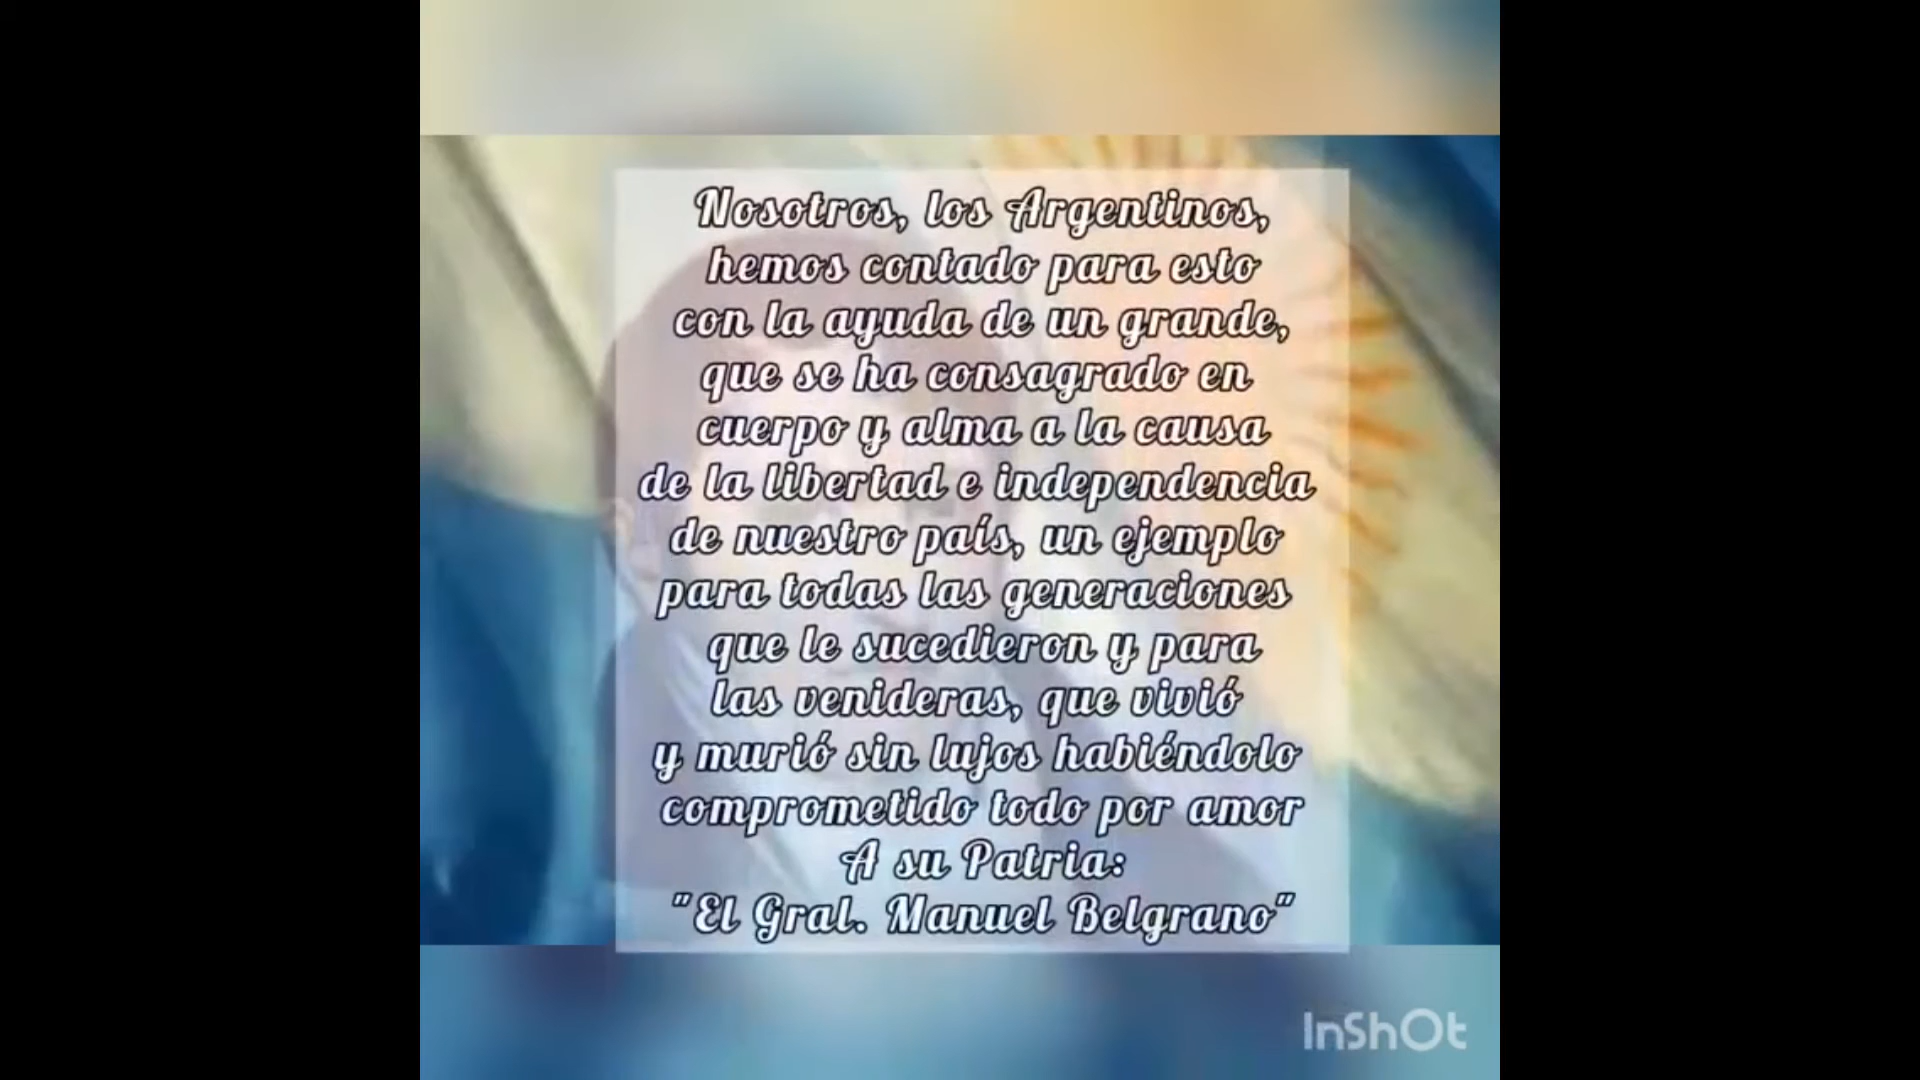 Nosotros, los Argentinos,
hemos contado para esto
con la ayuda de un grande,
que se ha consagrado en
cuerpo y alma a la causa
de la libertad e independencia
de nuestro país, un ejemplo
para todas las generaciones
que le sucedieron y para
las venideras, que vivió
y murió sin lujos habiéndolo
comprometido todo por amor
A su Patria:
"El Gral. Manuel Belgrano"
InShOt